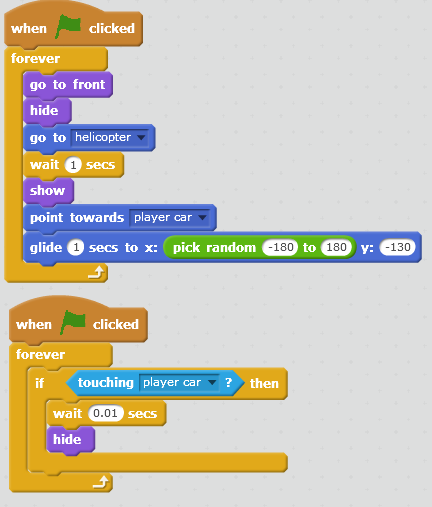 when clicked
forever
go to front
hide
go to helicopter
wait 1 secs
show
point towards player car
glide 1 secs to x: pick random -180 to 180 y: -130
when clicked
forever
if touching player car ? then
wait 0.01 secs
hide